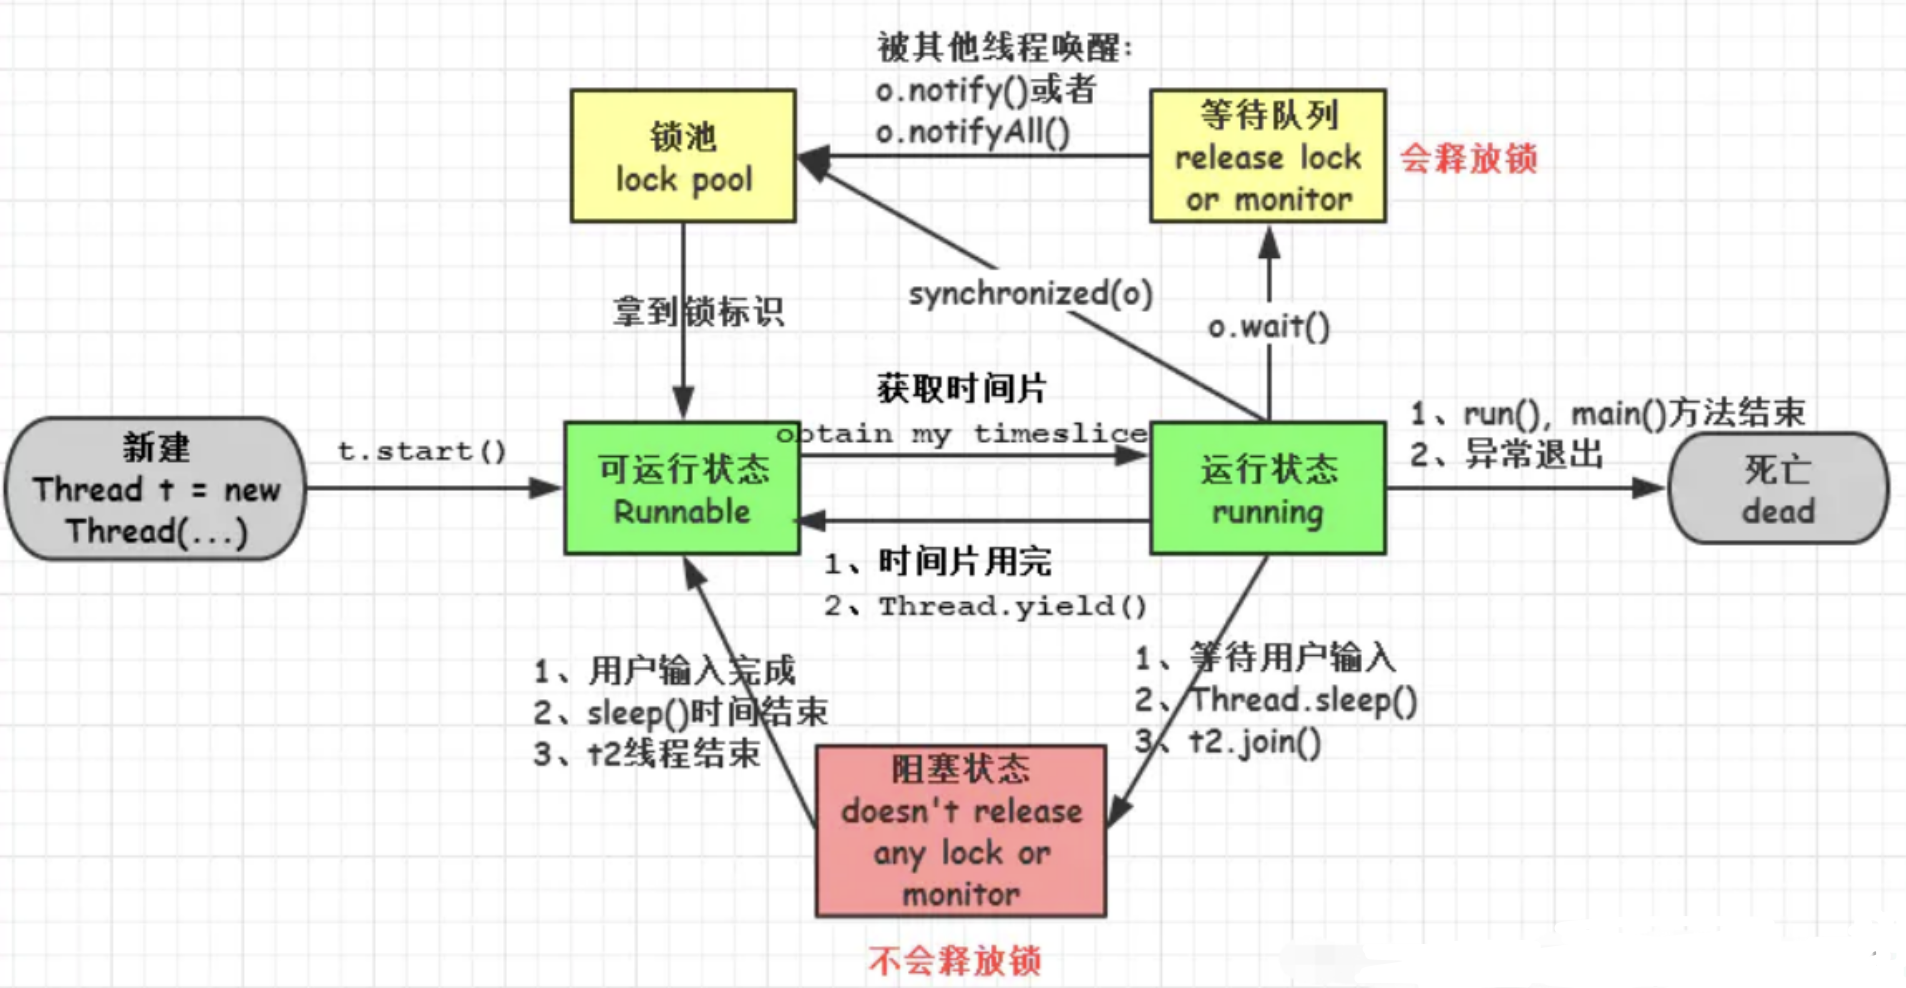 被其他线程唤醒:
o.notify()或者
o.notifyAll()
锁池
lock pool
等待队列
release lock
or monitor
会释放锁
拿到锁标识
synchronized(o)
o.wait()
获取时间片
obtain my timeslice
新建
Thread t = new
Thread(...)
t.start()
可运行状态
Runnable
运行状态
running
1、run(), main()方法结束
2、异常退出
死亡
dead
1、时间片用完
2、Thread.yield()
1、用户输入完成
2、sleep()时间结束
3、t2线程结束
1、等待用户输入
2、Thread.sleep()
3、t2.join()
阻塞状态
doesn't release
any lock or
monitor
不会释放锁